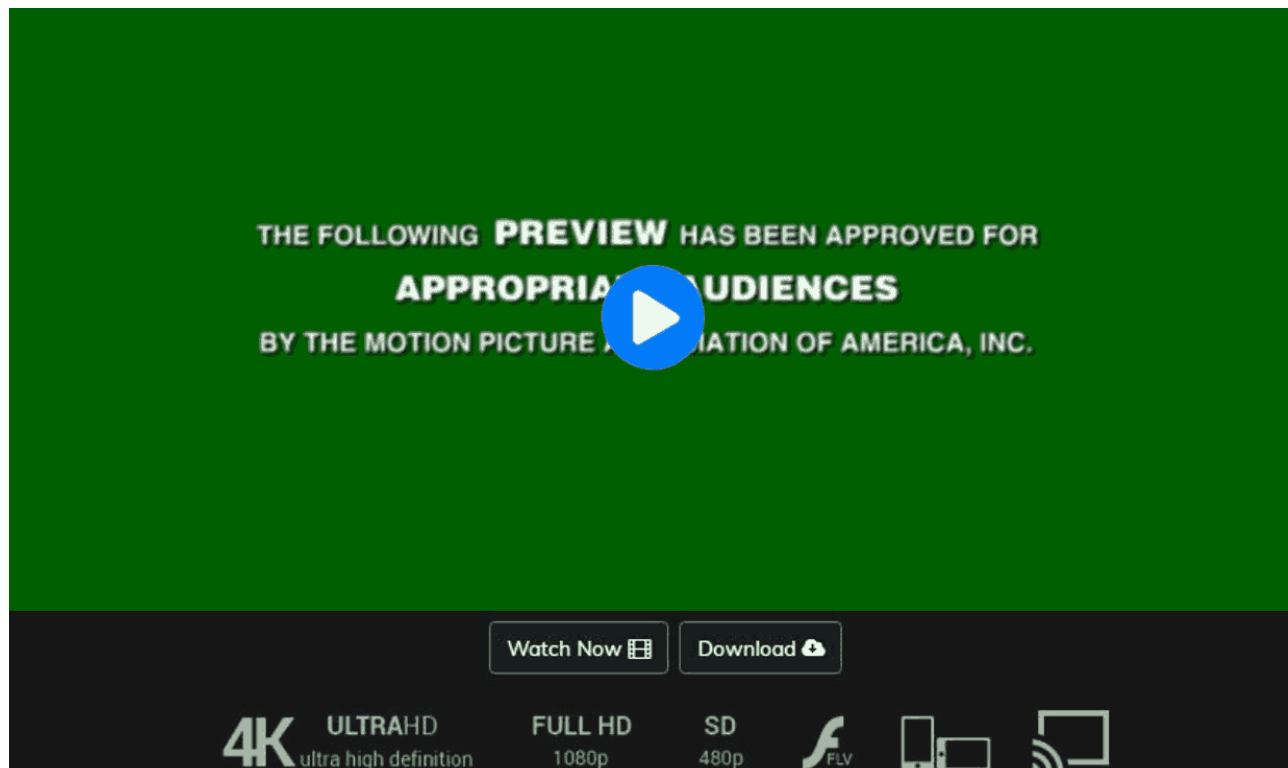 THE FOLLOWING PREVIEW HAS BEEN APPROVED FOR
AUDIENCES
BY THE MOTION PICTURE OF AMERICA, INC.
Watch Now
Download
4K ULTRAHD
ultra high definition
FULL HD
1080p
SD
480p
FLV